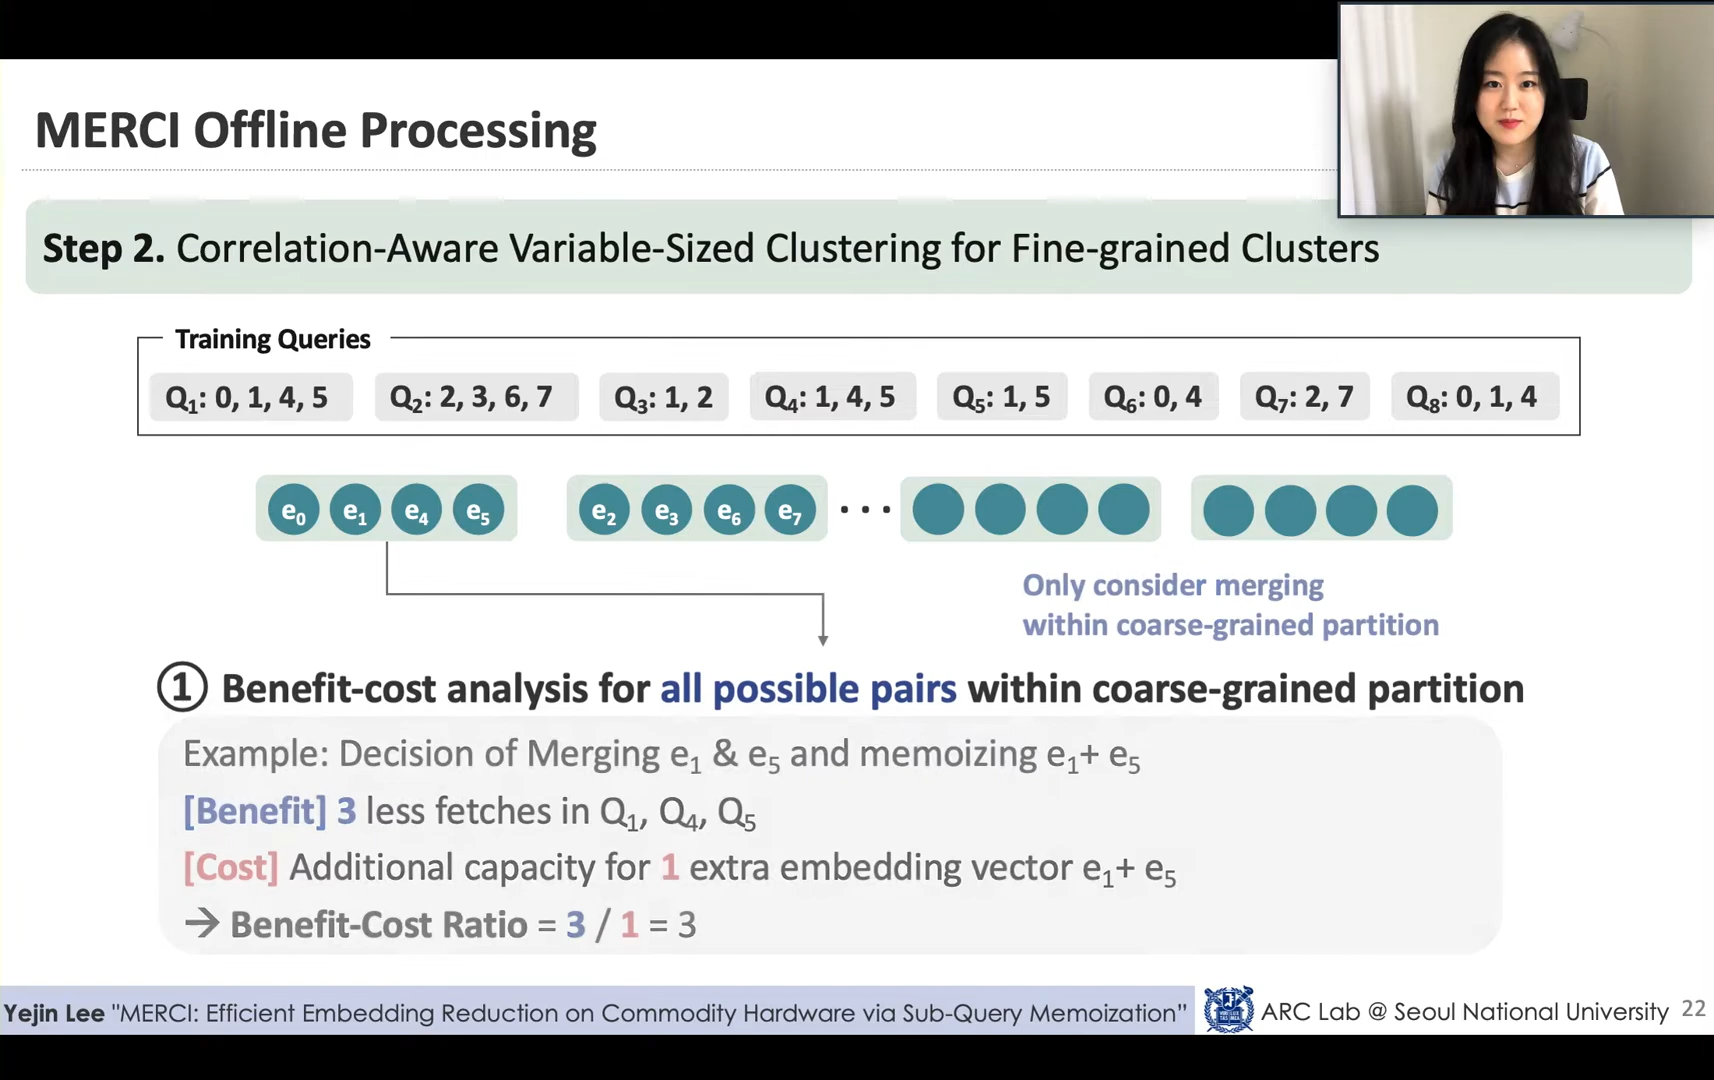 MERCI Offline Processing
Step 2. Correlation-Aware Variable-Sized Clustering for Fine-grained Clusters
Training Queries
Q1: 0, 1, 4, 5 Q2: 2, 3, 6, 7 Q3: 1, 2 Q4: 1, 4, 5 Q5: 1, 5 Q6: 0, 4 Q7: 2, 7 Q8: 0, 1, 4
e0 e1 e4 e5 e2 e3 e6 e7 ...
Only consider merging
within coarse-grained partition
① Benefit-cost analysis for all possible pairs within coarse-grained partition
Example: Decision of Merging e1 & e5 and memoizing e1+ e5
[Benefit] 3 less fetches in Q1, Q4, Q5
[Cost] Additional capacity for 1 extra embedding vector e1+ e5
→ Benefit-Cost Ratio = 3 / 1 = 3
Yejin Lee "MERCI: Efficient Embedding Reduction on Commodity Hardware via Sub-Query Memoization” ARC Lab @ Seoul National University 22